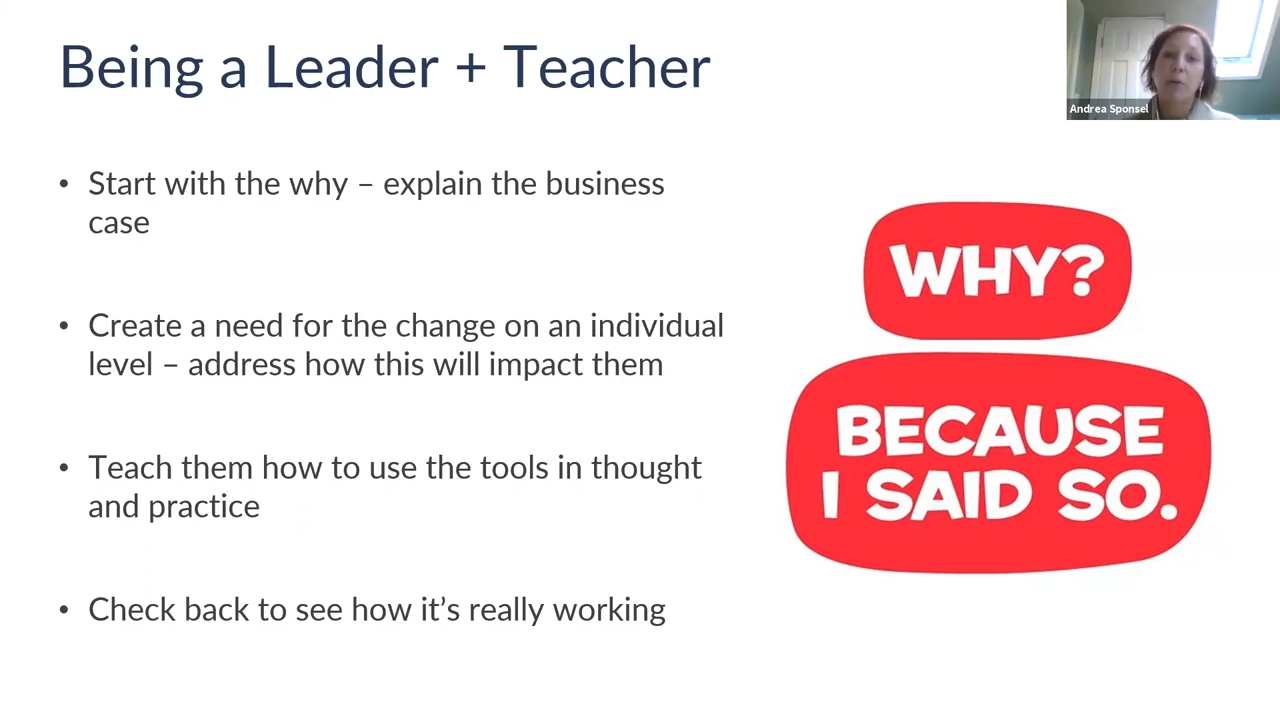 Being a Leader + Teacher
Andrea Sponsel
• Start with the why – explain the business
case
• Create a need for the change on an individual
level – address how this will impact them
• Teach them how to use the tools in thought
and practice
• Check back to see how it’s really working
WHY?
BECAUSE
I SAID SO.